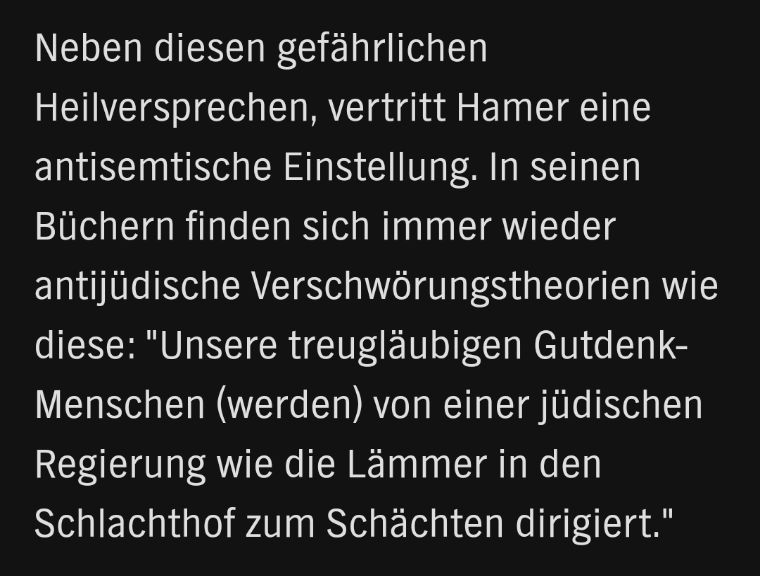 Neben diesen gefährlichen
Heilversprechen, vertritt Hamer eine
antisemtische Einstellung. In seinen
Büchern finden sich immer wieder
antijüdische Verschwörungstheorien wie
diese: "Unsere treugläubigen Gutdenk-
Menschen (werden) von einer jüdischen
Regierung wie die Lämmer in den
Schlachthof zum Schächten dirigiert."